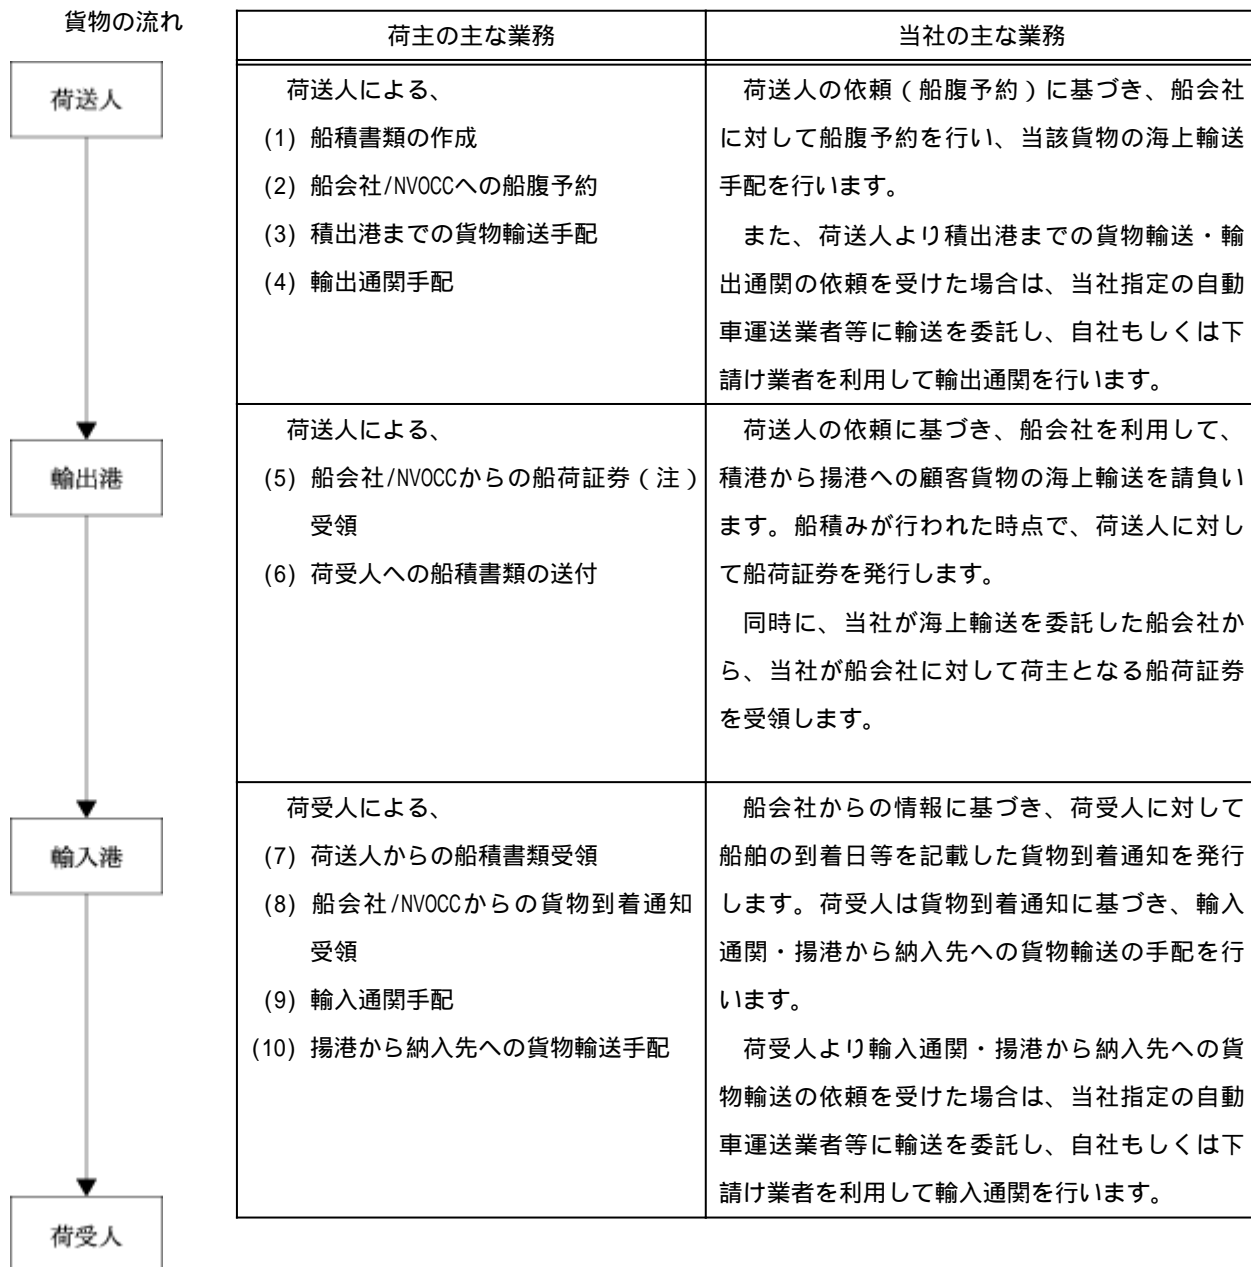 貨物の流れ
荷送人
輸出港
輸入港
荷受人
荷主の主な業務
当社の主な業務
荷送人による、
(1) 船積書類の作成
(2) 船会社/NVOCCへの船腹予約
(3) 積出港までの貨物輸送手配
(4) 輸出通関手配
荷送人の依頼(船腹予約)に基づき、船会社
に対して船腹予約を行い、当該貨物の海上輸送
手配を行います。
また、荷送人より積出港までの貨物輸送・輸
出通関の依頼を受けた場合は、当社指定の自動
車運送業者等に輸送を委託し、自社もしくは下
請け業者を利用して輸出通関を行います。
荷送人による、
(5) 船会社/NVOCCからの船荷証券(注)
受領
(6) 荷受人への船積書類の送付
荷送人の依頼に基づき、船会社を利用して、
積港から揚港への顧客貨物の海上輸送を請負い
ます。船積みが行われた時点で、荷送人に対し
て船荷証券を発行します。
同時に、当社が海上輸送を委託した船会社か
ら、当社が船会社に対して荷主となる船荷証券
を受領します。
荷受人による、
(7) 荷送人からの船積書類受領
(8) 船会社/NVOCCからの貨物到着通知
受領
(9) 輸入通関手配
(10) 揚港から納入先への貨物輸送手配
船会社からの情報に基づき、荷受人に対して
船舶の到着日等を記載した貨物到着通知を発行
します。荷受人は貨物到着通知に基づき、輸入
通関・揚港から納入先への貨物輸送の手配を行
います。
荷受人より輸入通関・揚港から納入先への貨
物輸送の依頼を受けた場合は、当社指定の自動
車運送業者等に輸送を委託し、自社もしくは下
請け業者を利用して輸入通関を行います。